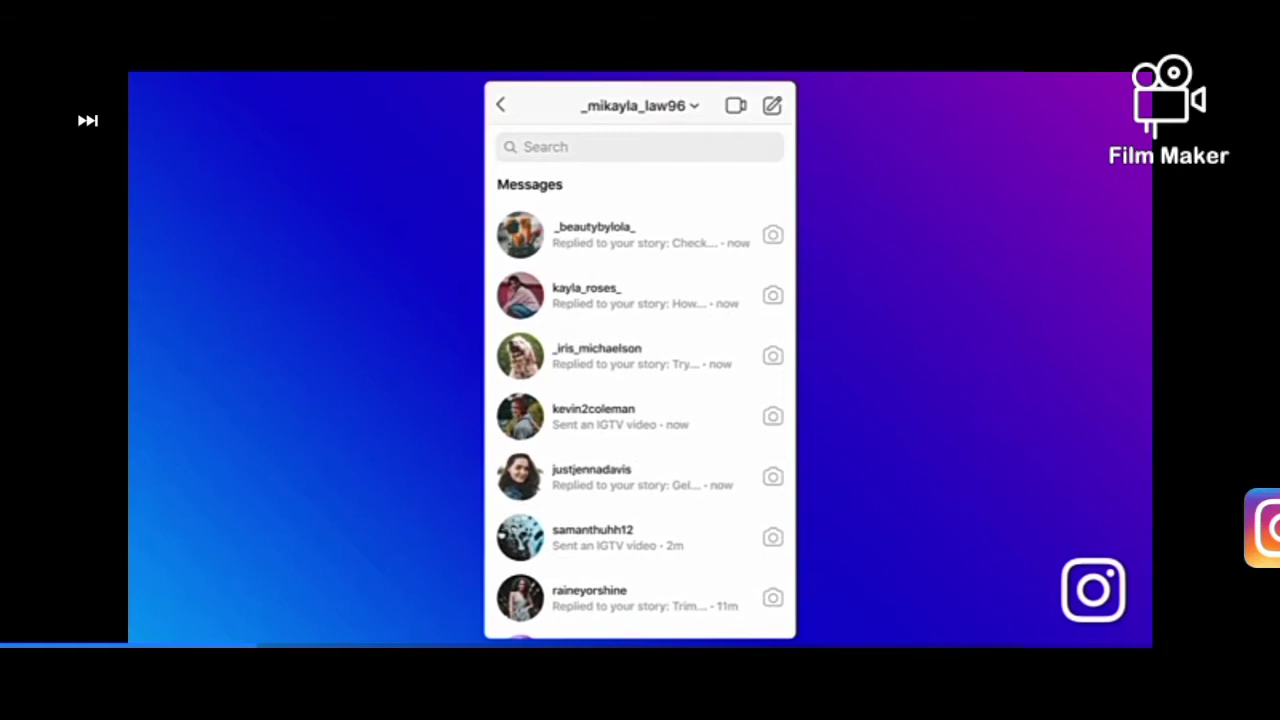 _mikayla_law96
Film Maker
Search
Messages
_beautybylola_
Replied to your story: Check... · now
kayla_roses_
Replied to your story: How... · now
_iris_michaelson
Replied to your story: Try... · now
kevin2coleman
Sent an IGTV video · now
justjennadavis
Replied to your story: Gel... · now
samanthuhh12
Sent an IGTV video · 2m
raineyorshine
Replied to your story: Trim... · 11m